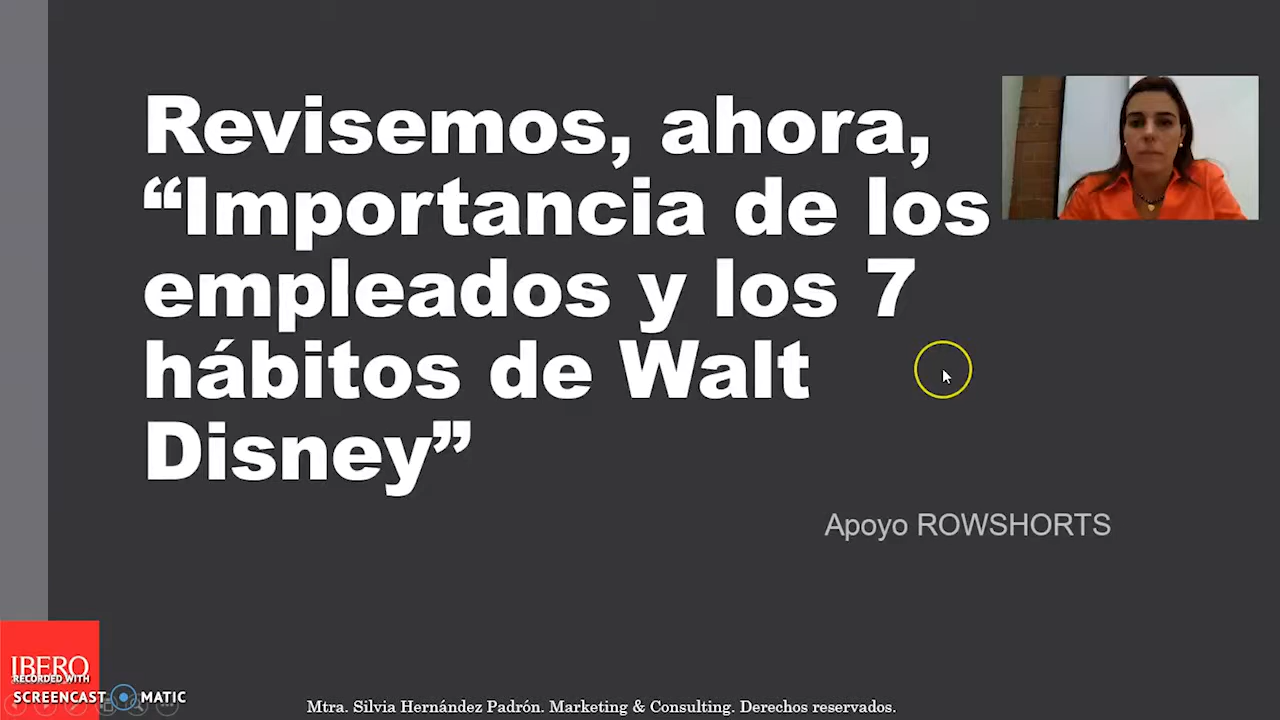 Revisemos, ahora,
“Importancia de los
empleados y los 7
hábitos de Walt
Disney”
Apoyo ROWSHORTS
IBERO
RECORDED WITH
SCREENCAST MATIC
Mtra. Silvia Hernández Padrón. Marketing & Consulting. Derechos reservados.